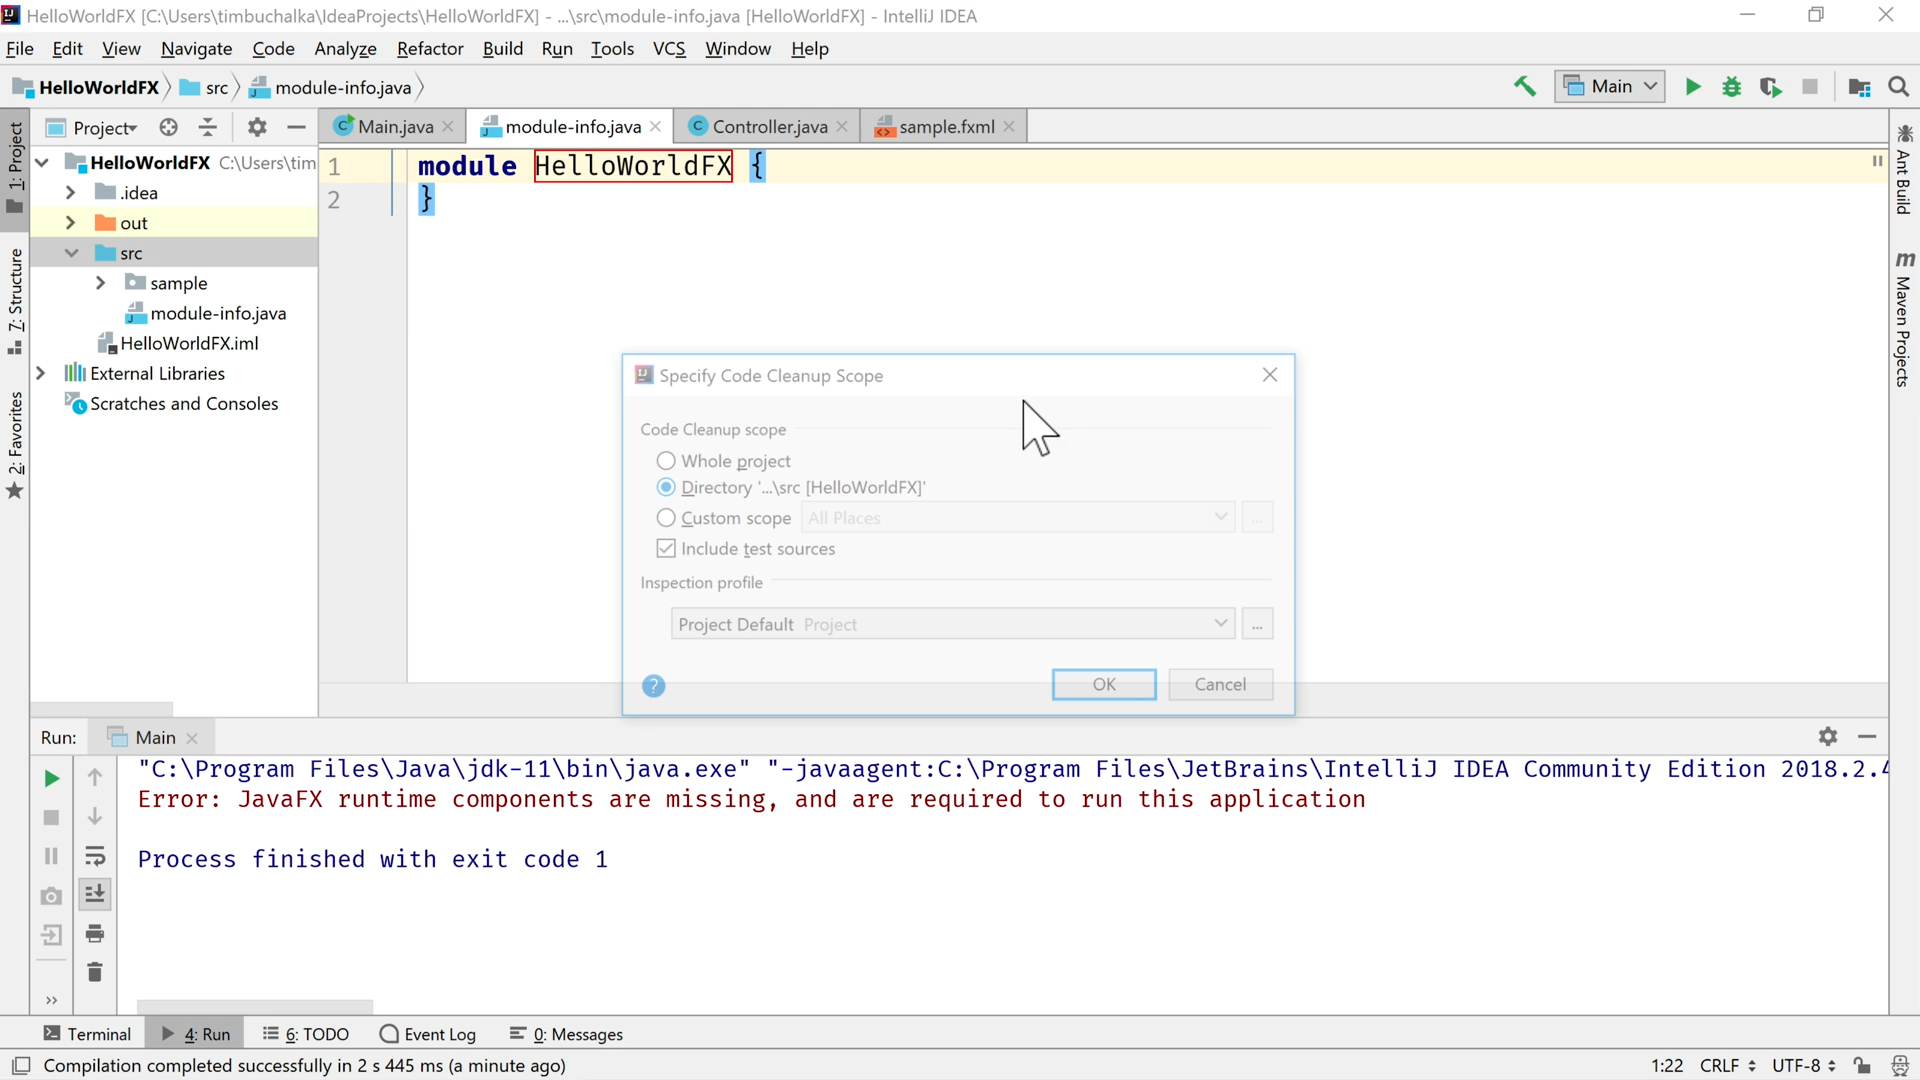 HelloWorldFX [C:\Users\timbuchalka\IdeaProjects\HelloWorldFX] - ...\src\module-info.java [HelloWorldFX] - IntelliJ IDEA
File Edit View Navigate Code Analyze Refactor Build Run Tools VCS Window Help
HelloWorldFX src module-info.java Main
1: Project
7: Structure
2: Favorites
Project
HelloWorldFX C:\Users\tim
.idea
out
src
sample
module-info.java
HelloWorldFX.iml
External Libraries
Scratches and Consoles
Main.java module-info.java Controller.java sample.fxml
1 module HelloWorldFX {
2 }
Ant Build
m Maven Projects
Specify Code Cleanup Scope
Code Cleanup scope
Whole project
Directory '...\src [HelloWorldFX]'
Custom scope All Places ...
Include test sources
Inspection profile
Project Default Project ...
? OK Cancel
Run: Main
"C:\Program Files\Java\jdk-11\bin\java.exe" "-javaagent:C:\Program Files\JetBrains\IntelliJ IDEA Community Edition 2018.2.4
Error: JavaFX runtime components are missing, and are required to run this application
Process finished with exit code 1
Terminal 4: Run 6: TODO Event Log 0: Messages
Compilation completed successfully in 2 s 445 ms (a minute ago) 1:22 CRLF UTF-8